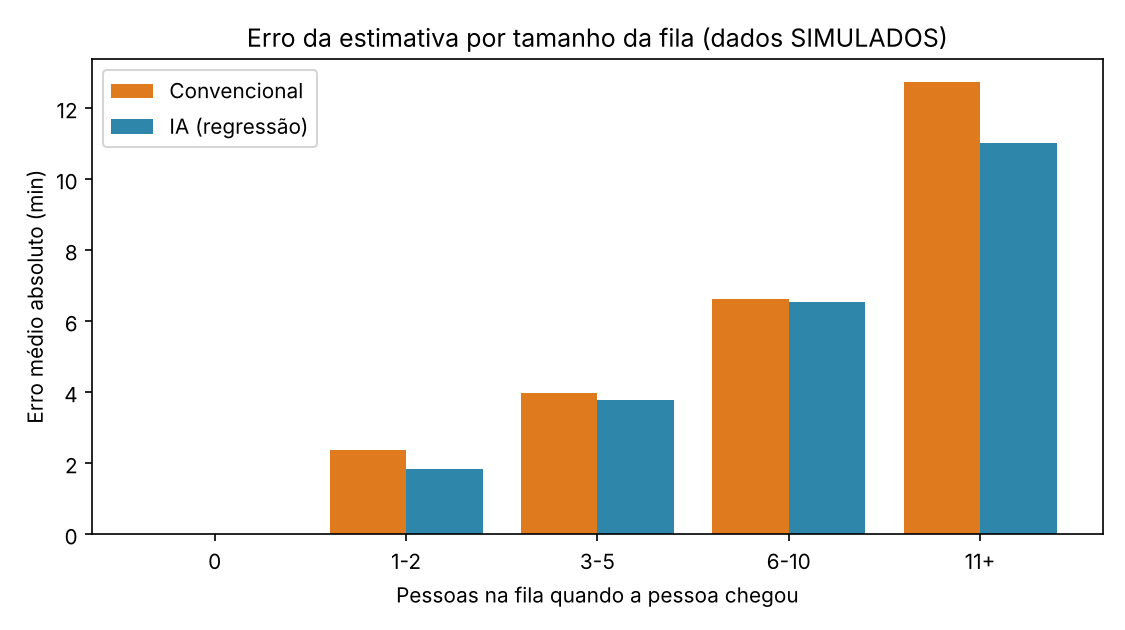 Erro da estimativa por tamanho da fila (dados SIMULADOS)
Convencional
IA (regressão)
Erro médio absoluto (min)
12
10
8
6
4
2
0
0
1-2
3-5
6-10
11+
Pessoas na fila quando a pessoa chegou